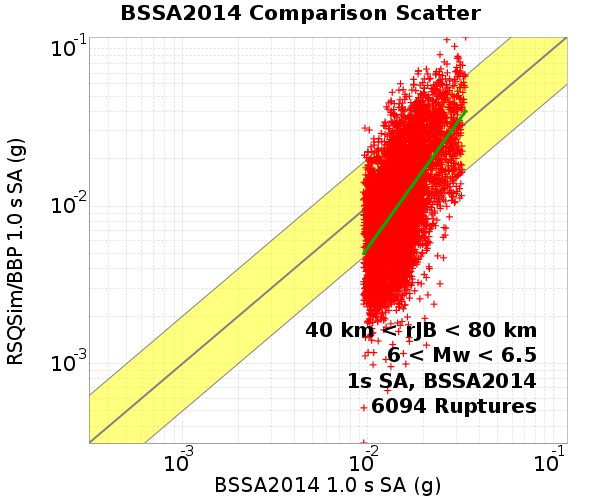 BSSA2014 Comparison Scatter
10-1
10-2
10-3
RSQSim/BBP 1.0 s SA (g)
40 km < rJB < 80 km
6 < Mw < 6.5
1s SA, BSSA2014
6094 Ruptures
10-3 10-2 10-1
BSSA2014 1.0 s SA (g)